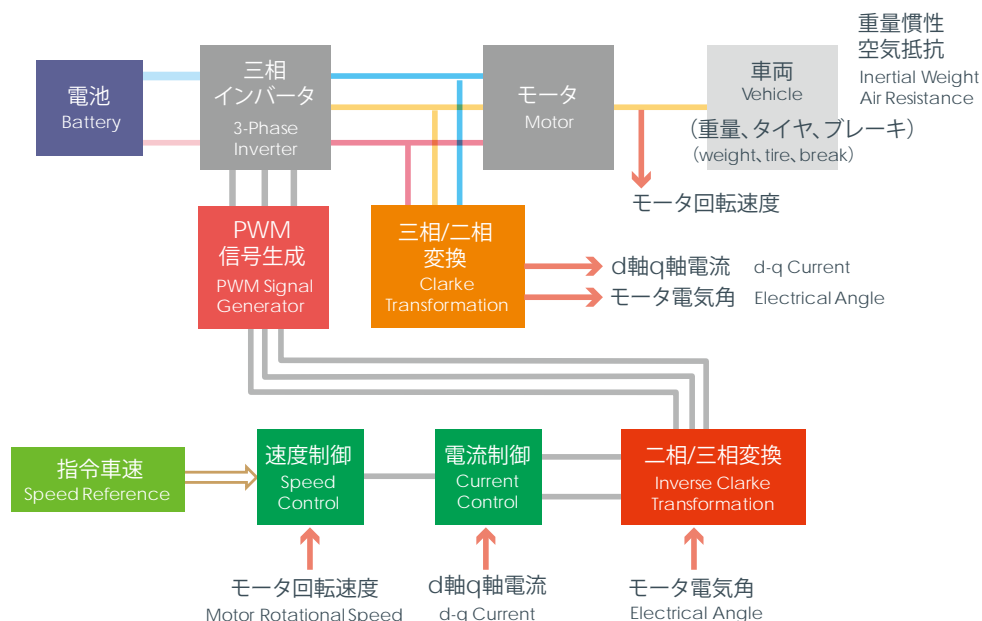 電池
Battery
三相
インバータ
3-Phase
Inverter
モータ
Motor
車両
Vehicle
(重量、タイヤ、ブレーキ)
(weight、tire、break)
重量慣性
空気抵抗
Inertial Weight
Air Resistance
モータ回転速度
PWM
信号生成
PWM Signal
Generator
三相/二相
変換
Clarke
Transformation
d軸q軸電流 d-q Current
モータ電気角 Electrical Angle
指令車速
Speed Reference
速度制御
Speed
Control
電流制御
Current
Control
二相/三相変換
Inverse Clarke
Transformation
モータ回転速度
Motor Rotational Speed
d軸q軸電流
d-q Current
モータ電気角
Electrical Angle